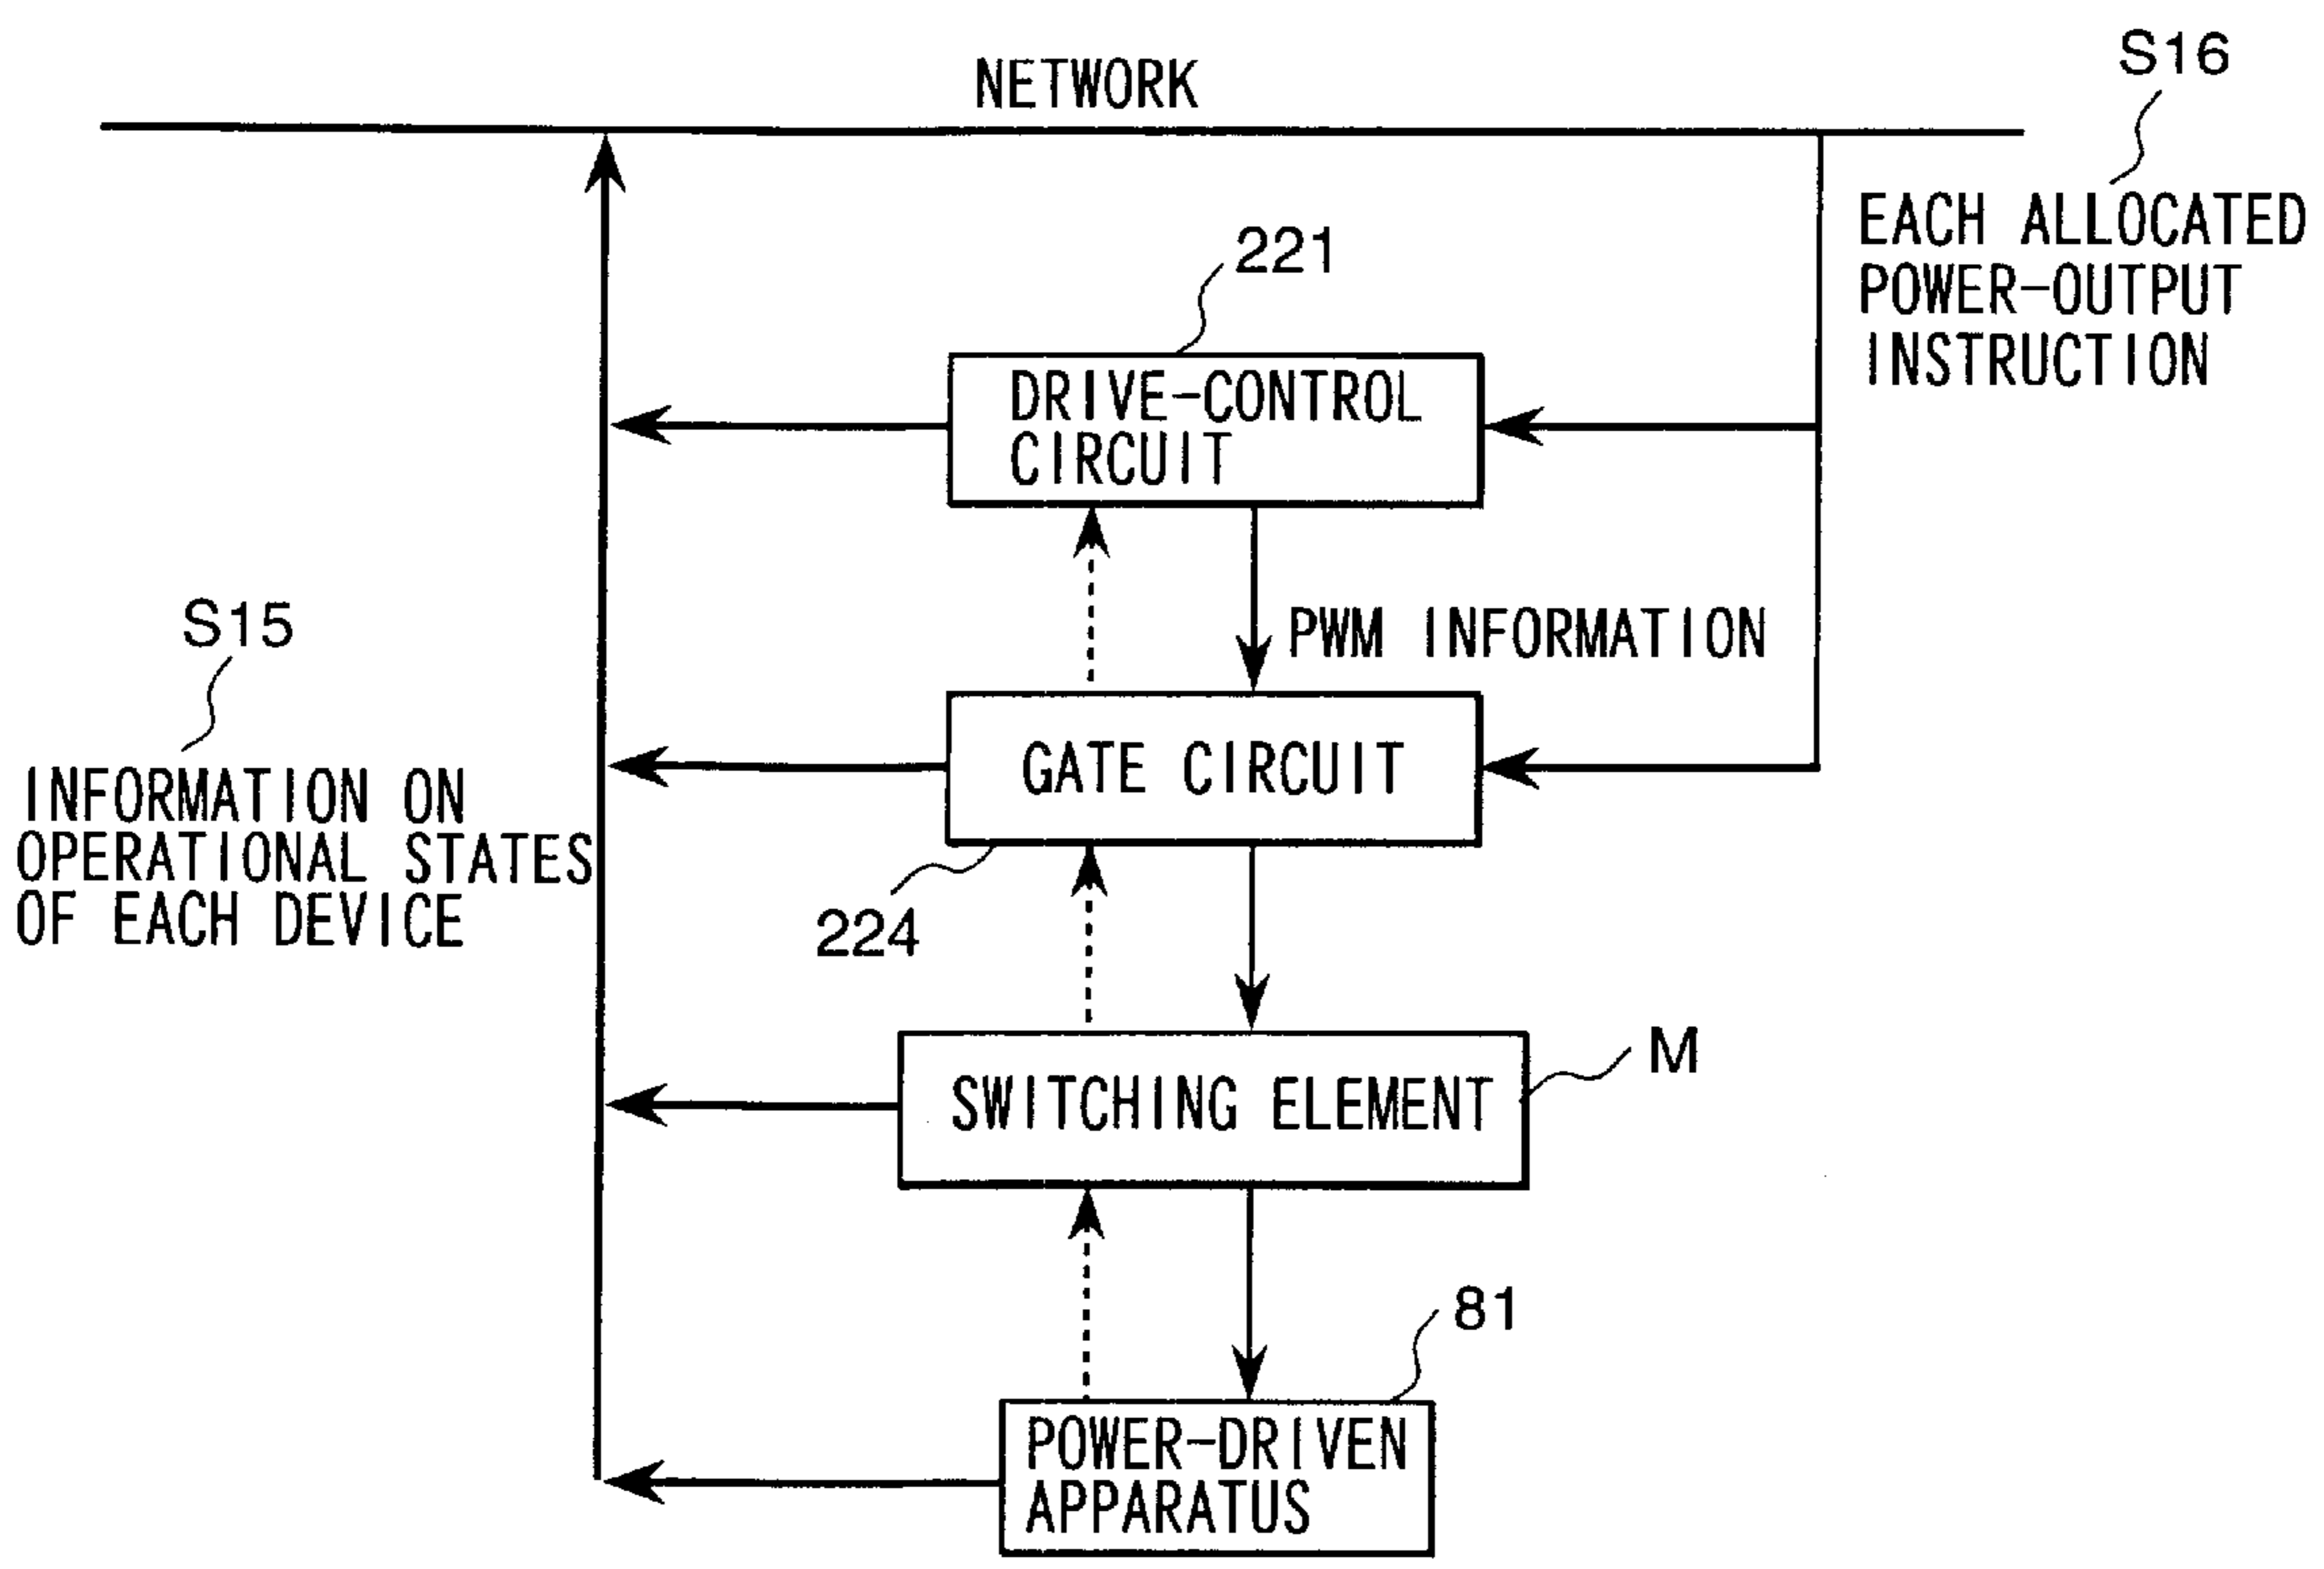 NETWORK
S16
EACH ALLOCATED
POWER-OUTPUT
INSTRUCTION
221
DRIVE-CONTROL
CIRCUIT
PWM INFORMATION
S15
INFORMATION ON
OPERATIONAL STATES
OF EACH DEVICE
GATE CIRCUIT
224
SWITCHING ELEMENT
M
81
POWER-DRIVEN
APPARATUS